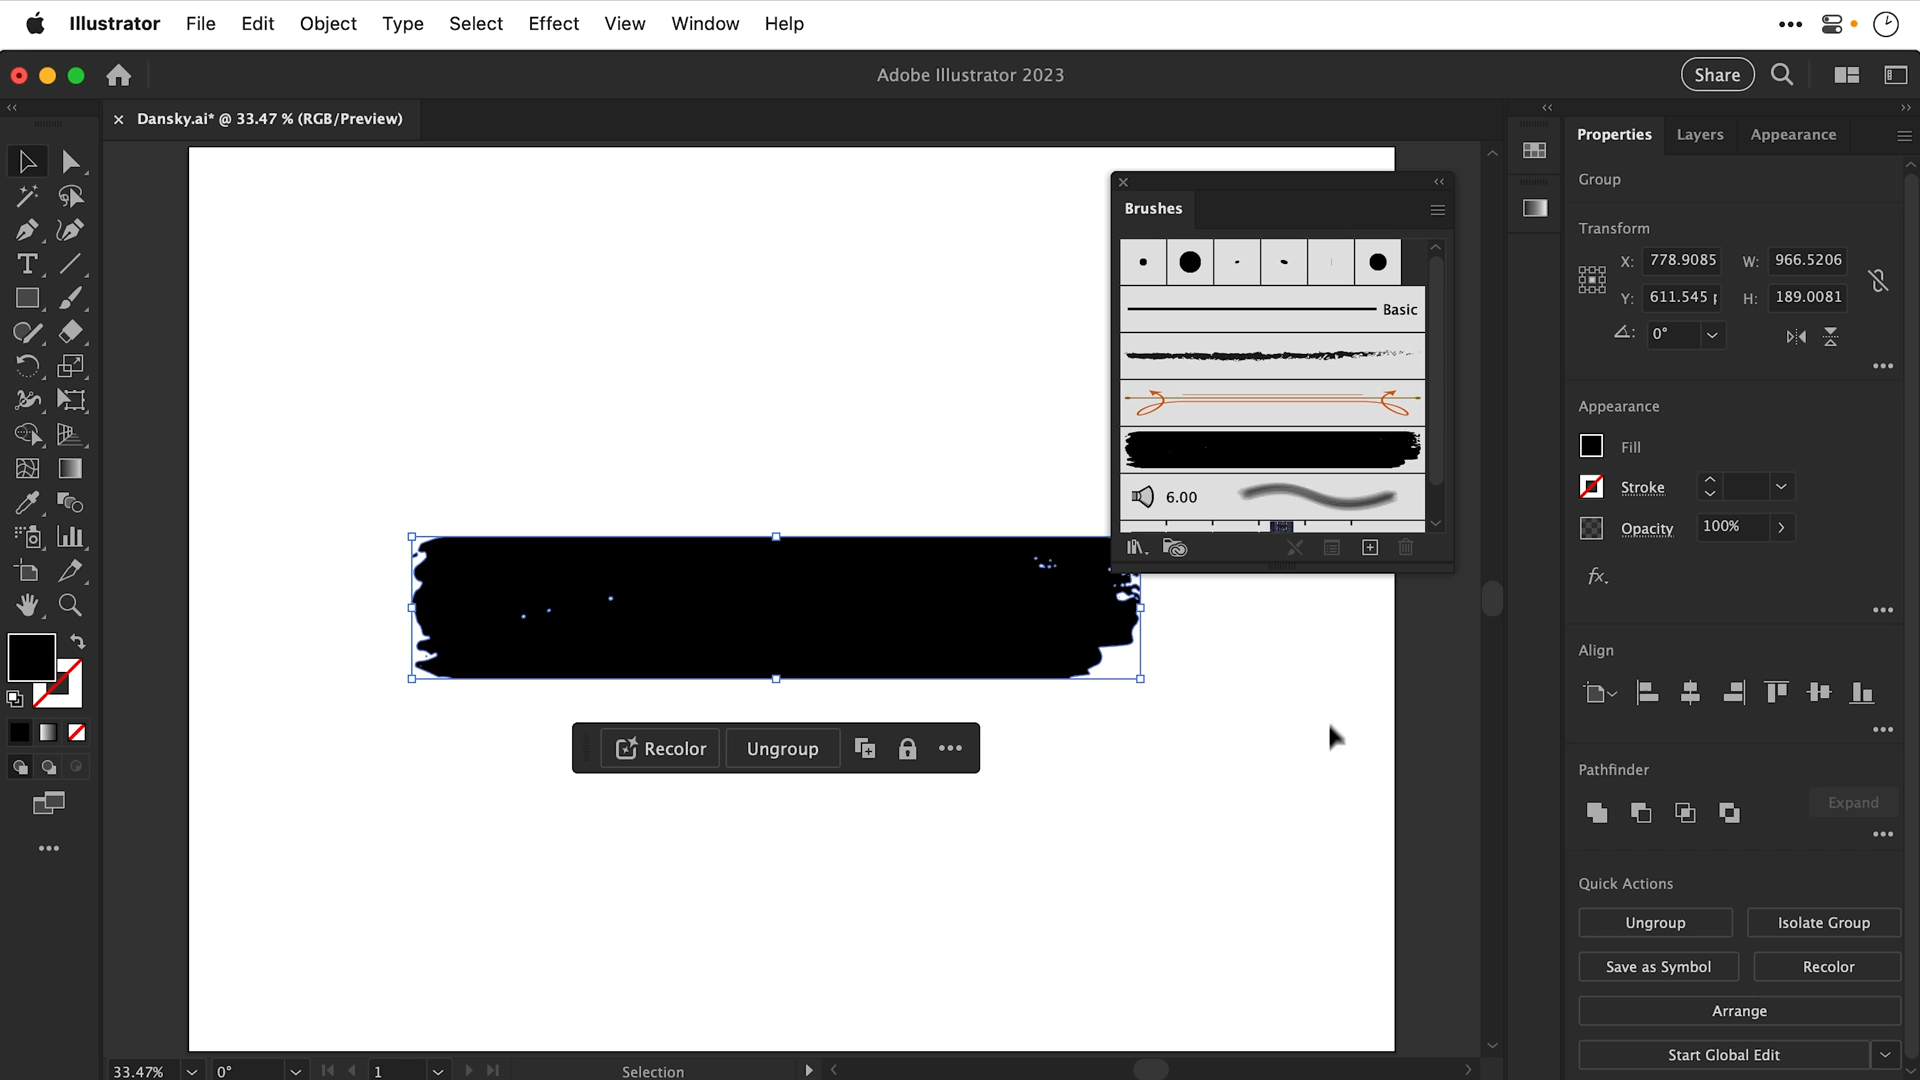 Illustrator File Edit Object Type Select Effect View Window Help
Adobe Illustrator 2023
Share
Dansky.ai* @ 33.47 % (RGB/Preview)
Properties Layers Appearance
Group
Transform
X: 778.9085 W: 966.5206
Y: 611.545 H: 189.0081
0°
Appearance
Fill
Stroke
Opacity 100%
fx
Align
Pathfinder
Expand
Quick Actions
Ungroup Isolate Group
Save as Symbol Recolor
Arrange
Start Global Edit
Brushes
Basic
6.00
Recolor Ungroup
33.47% 0° 1 Selection